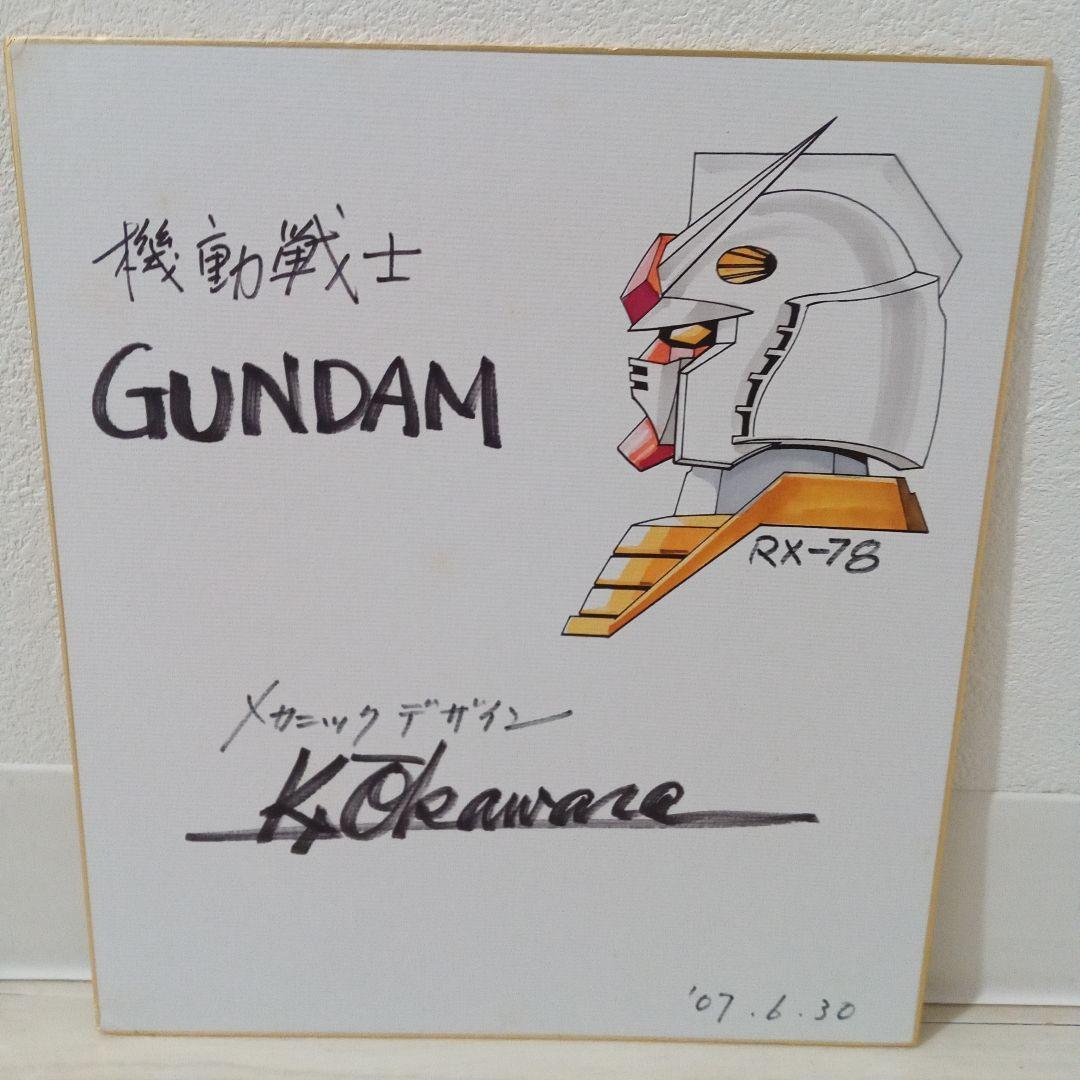 機動戦士
GUNDAM
RX-78
メカニックデザイン
K. Ōkawara
'07.6.30